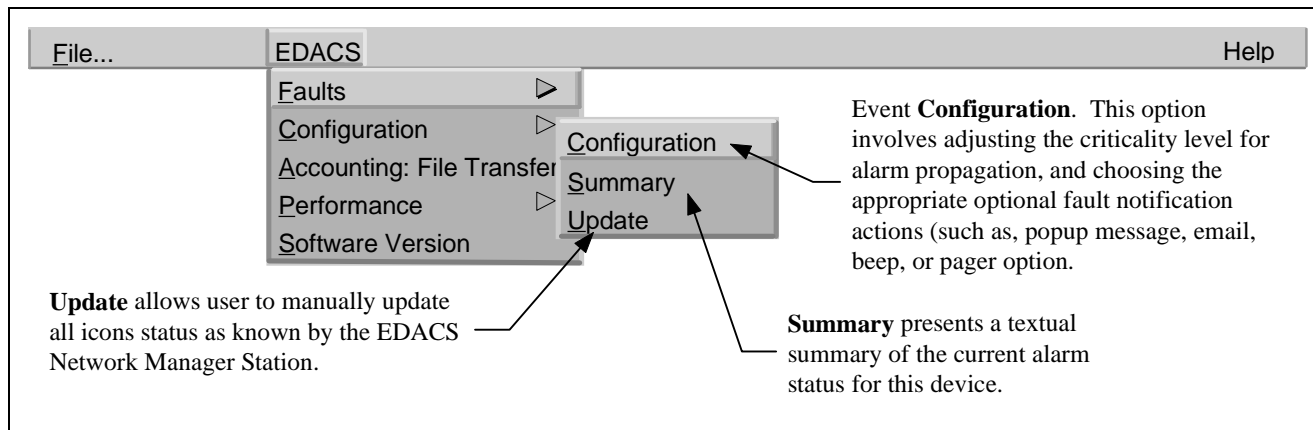 File... EDACS Help
Faults
Configuration
Accounting: File Transfer
Performance
Software Version
Configuration
Summary
Update
Event Configuration. This option
involves adjusting the criticality level for
alarm propagation, and choosing the
appropriate optional fault notification
actions (such as, popup message, email,
beep, or pager option.
Update allows user to manually update
all icons status as known by the EDACS
Network Manager Station.
Summary presents a textual
summary of the current alarm
status for this device.